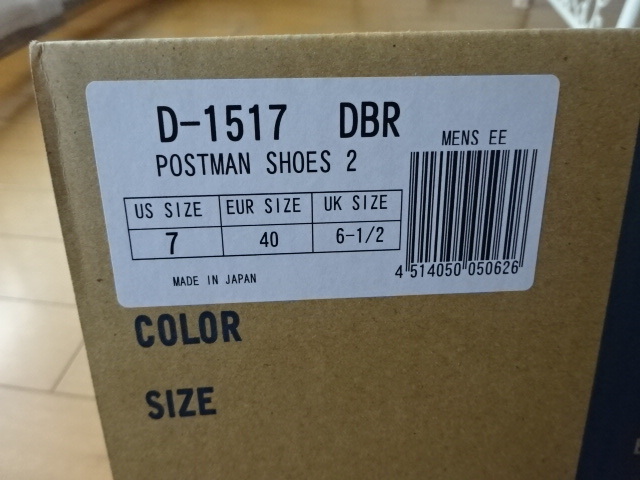 D-1517 DBR
POSTMAN SHOES 2
MENS EE
US SIZE EUR SIZE UK SIZE
7 40 6-1/2
MADE IN JAPAN
4 514050 050626
COLOR
SIZE